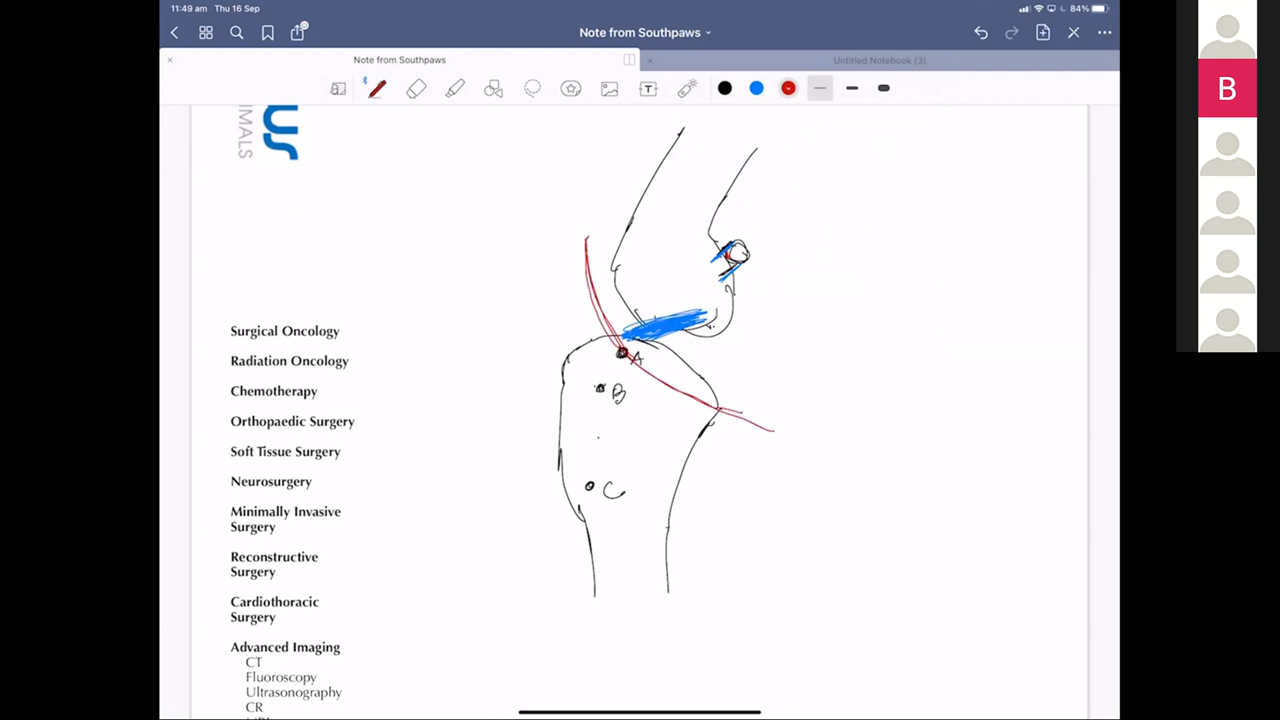 11:49 am Thu 16 Sep
84%
Note from Southpaws
Note from Southpaws
Untitled Notebook (3)
T
B
IMALS
us
A
B
C
Surgical Oncology
Radiation Oncology
Chemotherapy
Orthopaedic Surgery
Soft Tissue Surgery
Neurosurgery
Minimally Invasive
Surgery
Reconstructive
Surgery
Cardiothoracic
Surgery
Advanced Imaging
CT
Fluoroscopy
Ultrasonography
CR